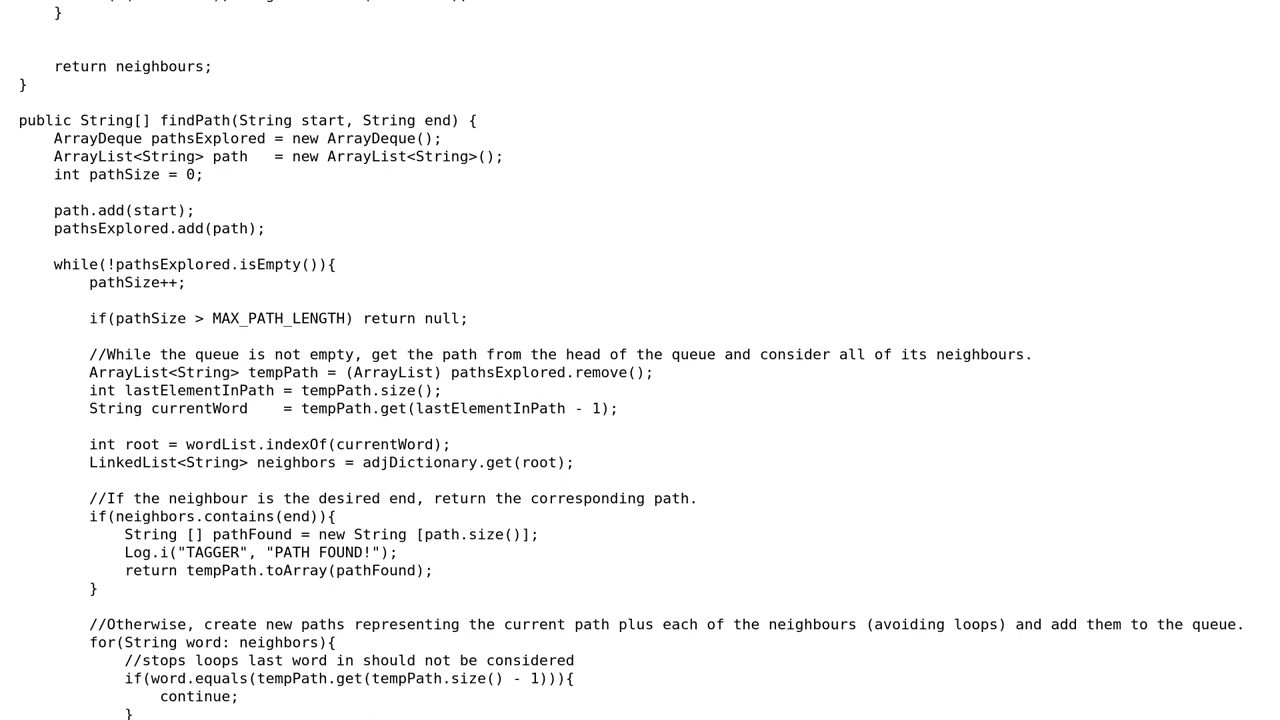 }
return neighbours;
}
public String[] findPath(String start, String end) {
ArrayDeque pathsExplored = new ArrayDeque();
ArrayList<String> path   = new ArrayList<String>();
int pathSize = 0;
path.add(start);
pathsExplored.add(path);
while(!pathsExplored.isEmpty()){
pathSize++;
if(pathSize > MAX_PATH_LENGTH) return null;
//While the queue is not empty, get the path from the head of the queue and consider all of its neighbours.
ArrayList<String> tempPath = (ArrayList) pathsExplored.remove();
int lastElementInPath = tempPath.size();
String currentWord    = tempPath.get(lastElementInPath - 1);
int root = wordList.indexOf(currentWord);
LinkedList<String> neighbors = adjDictionary.get(root);
//If the neighbour is the desired end, return the corresponding path.
if(neighbors.contains(end)){
String [] pathFound = new String [path.size()];
Log.i("TAGGER", "PATH FOUND!");
return tempPath.toArray(pathFound);
}
//Otherwise, create new paths representing the current path plus each of the neighbours (avoiding loops) and add them to the queue.
for(String word: neighbors){
//stops loops last word in should not be considered
if(word.equals(tempPath.get(tempPath.size() - 1))){
continue;
}